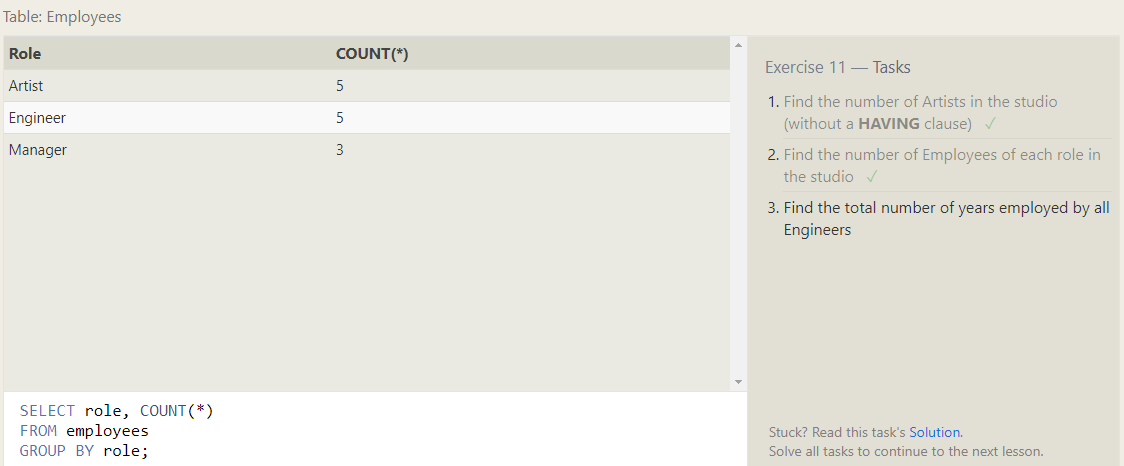 Table: Employees
Role COUNT(*)
Artist 5
Engineer 5
Manager 3
SELECT role, COUNT(*)
FROM employees
GROUP BY role;
Exercise 11 — Tasks
1. Find the number of Artists in the studio
(without a HAVING clause) ✓
2. Find the number of Employees of each role in
the studio ✓
3. Find the total number of years employed by all
Engineers
Stuck? Read this task's Solution.
Solve all tasks to continue to the next lesson.